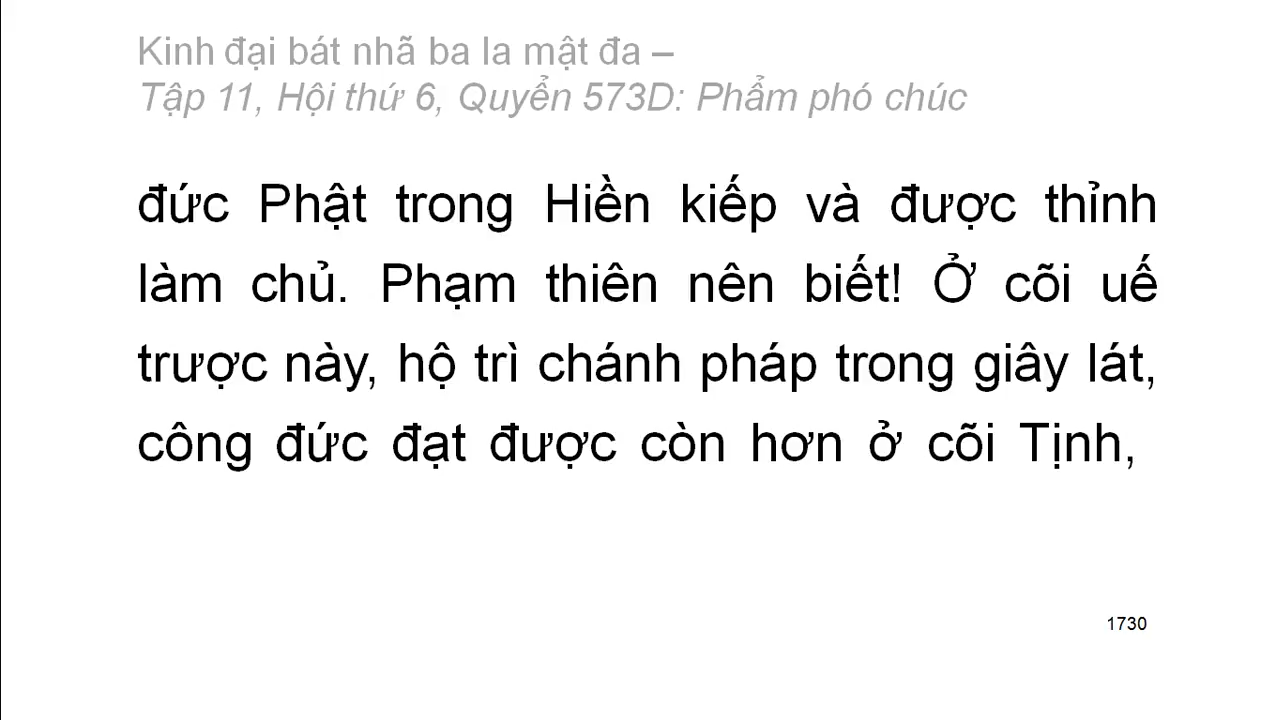 Kinh đại bát nhã ba la mật đa –
Tập 11, Hội thứ 6, Quyển 573D: Phẩm phó chúc
đức Phật trong Hiền kiếp và được thỉnh
làm chủ. Phạm thiên nên biết! Ở cõi uế
trược này, hộ trì chánh pháp trong giây lát,
công đức đạt được còn hơn ở cõi Tịnh,
1730